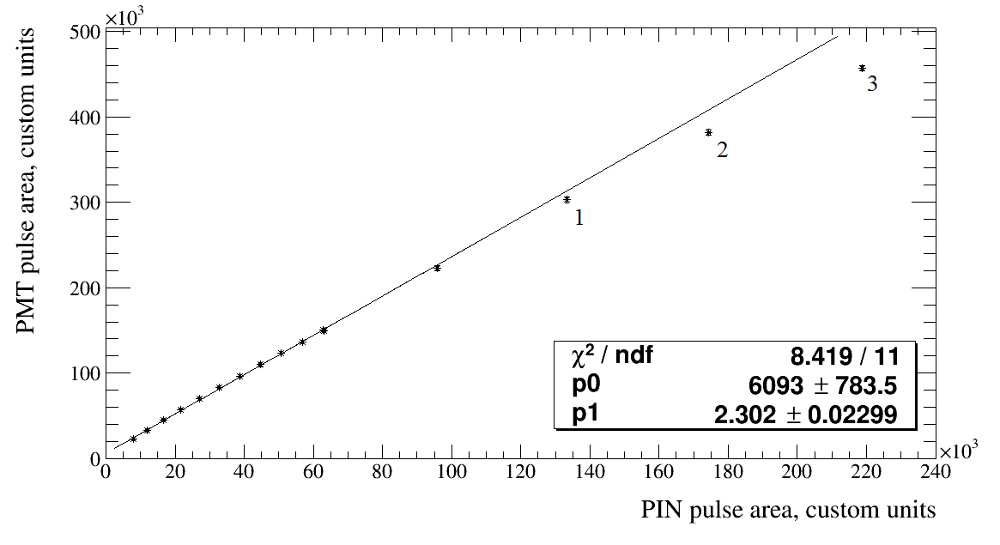 ×10³
500
400
300
200
100
0
PMT pulse area, custom units
1
2
3
χ² / ndf 8.419 / 11
p0 6093 ± 783.5
p1 2.302 ± 0.02299
0 20 40 60 80 100 120 140 160 180 200 220 240
×10³
PIN pulse area, custom units